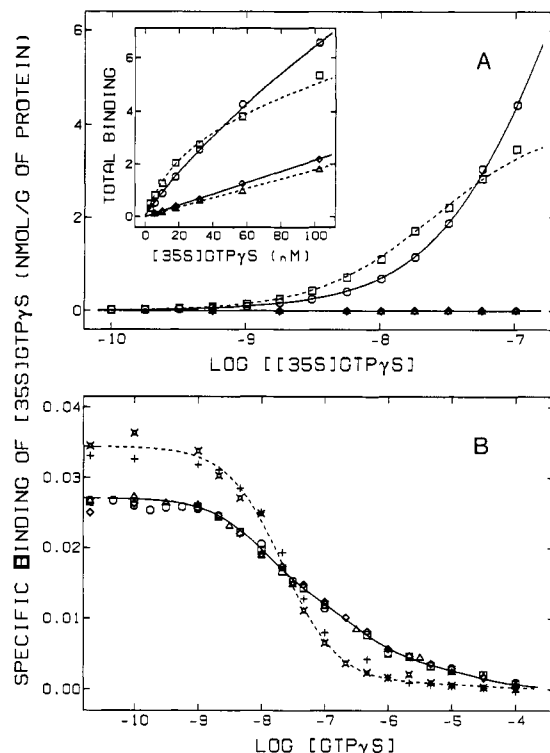 SPECIFIC BINDING OF [35S]GTPγS (NMOL/G OF PROTEIN)
A
6
4
2
0
TOTAL BINDING
6
4
2
0
0 20 40 60 80 100
[35S]GTPγS (nM)
-10 -9 -8 -7
LOG [[35S]GTPγS]
B
0.04
0.03
0.02
0.01
0.00
-10 -9 -8 -7 -6 -5 -4
LOG [GTPγS]